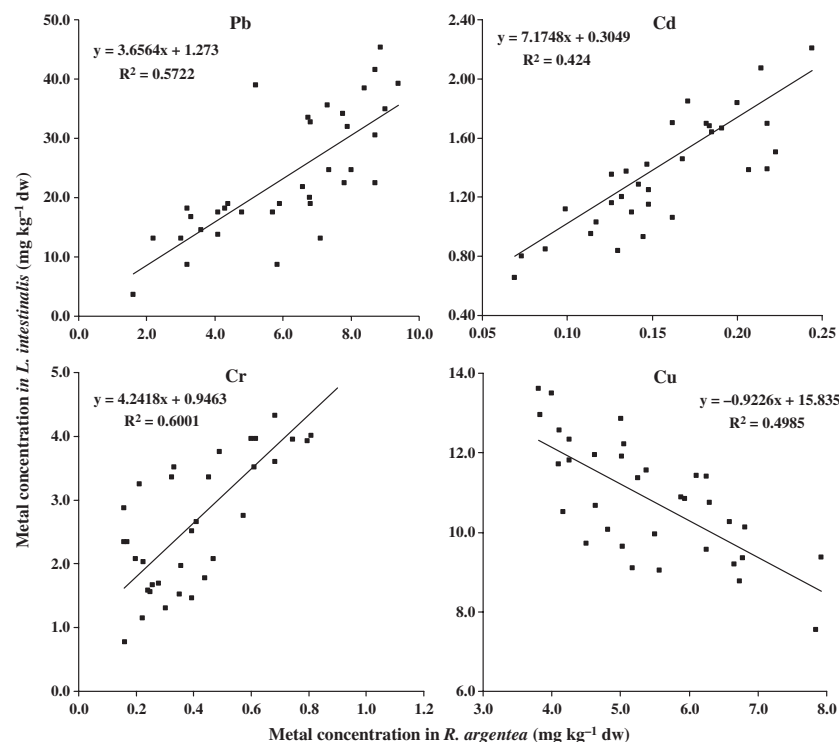 Pb
y = 3.6564x + 1.273
R² = 0.5722
50.0
40.0
30.0
20.0
10.0
0.0
0.0 2.0 4.0 6.0 8.0 10.0
Cd
y = 7.1748x + 0.3049
R² = 0.424
2.40
2.00
1.60
1.20
0.80
0.40
0.05 0.10 0.15 0.20 0.25
Metal concentration in L. intestinalis (mg kg⁻¹ dw)
Cr
y = 4.2418x + 0.9463
R² = 0.6001
5.0
4.0
3.0
2.0
1.0
0.0
0.0 0.2 0.4 0.6 0.8 1.0 1.2
Cu
y = –0.9226x + 15.835
R² = 0.4985
14.0
12.0
10.0
8.0
6.0
3.0 4.0 5.0 6.0 7.0 8.0
Metal concentration in R. argentea (mg kg⁻¹ dw)